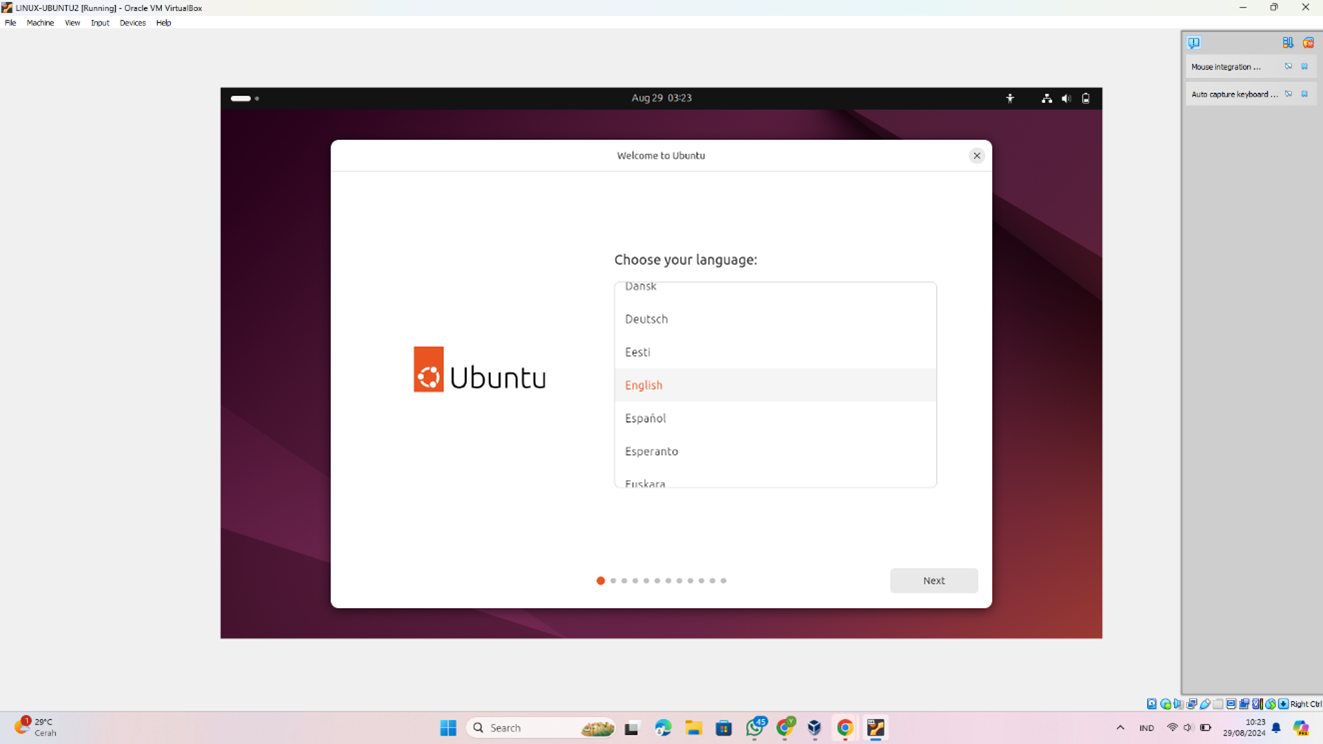 LINUX-UBUNTU2 [Running] - Oracle VM VirtualBox
File Machine View Input Devices Help
Mouse integration ...
Auto capture keyboard ...
Aug 29 03:23
Welcome to Ubuntu
Choose your language:
Dansk
Deutsch
Eesti
English
Español
Esperanto
Euskara
Ubuntu
Next
Right Ctrl
1
29°C
Cerah
Search
45
IND
10:23
29/08/2024